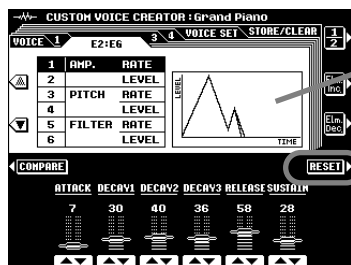 CUSTOM VOICE CREATOR : Grand Piano
VOICE 1 E2:EG 3 4 VOICE SET STORE/CLEAR 1 2
1 AMP. RATE
2 LEVEL
3 PITCH RATE
4 LEVEL
5 FILTER RATE
6 LEVEL
LEVEL
TIME
Elm. Inc.
Elm. Dec.
COMPARE RESET
ATTACK DECAY1 DECAY2 DECAY3 RELEASE SUSTAIN
7 30 40 36 58 28